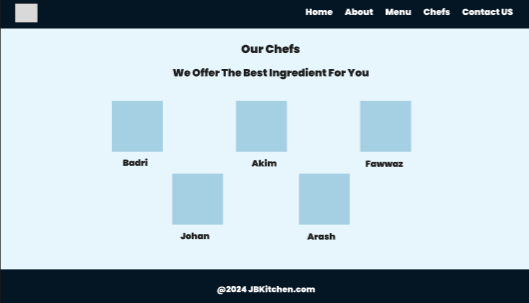 Home About Menu Chefs Contact US
Our Chefs
We Offer The Best Ingredient For You
Badri Akim Fawwaz
Johan Arash
@2024 JBKitchen.com